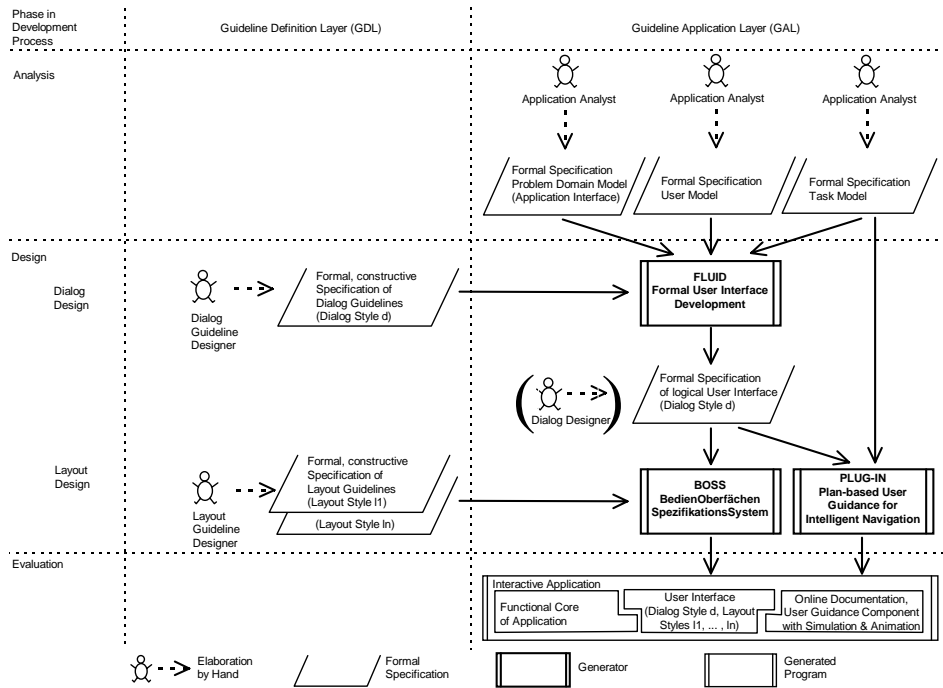 Phase in
Development
Process
Guideline Definition Layer (GDL)
Guideline Application Layer (GAL)
Analysis
Application Analyst
Application Analyst
Application Analyst
Formal Specification
Problem Domain Model
(Application Interface)
Formal Specification
User Model
Formal Specification
Task Model
Design
Dialog
Design
Dialog
Guideline
Designer
Formal, constructive
Specification of
Dialog Guidelines
(Dialog Style d)
FLUID
Formal User Interface
Development
(Dialog Designer)
Formal Specification
of logical User Interface
(Dialog Style d)
Layout
Design
Layout
Guideline
Designer
Formal, constructive
Specification of
Layout Guidelines
(Layout Style l1)
(Layout Style ln)
BOSS
BedienOberfächen
SpezifikationsSystem
PLUG-IN
Plan-based User
Guidance for
Intelligent Navigation
Evaluation
Interactive Application
Functional Core
of Application
User Interface
(Dialog Style d, Layout
Styles l1, ... , ln)
Online Documentation,
User Guidance Component
with Simulation & Animation
Elaboration
by Hand
Formal
Specification
Generator
Generated
Program